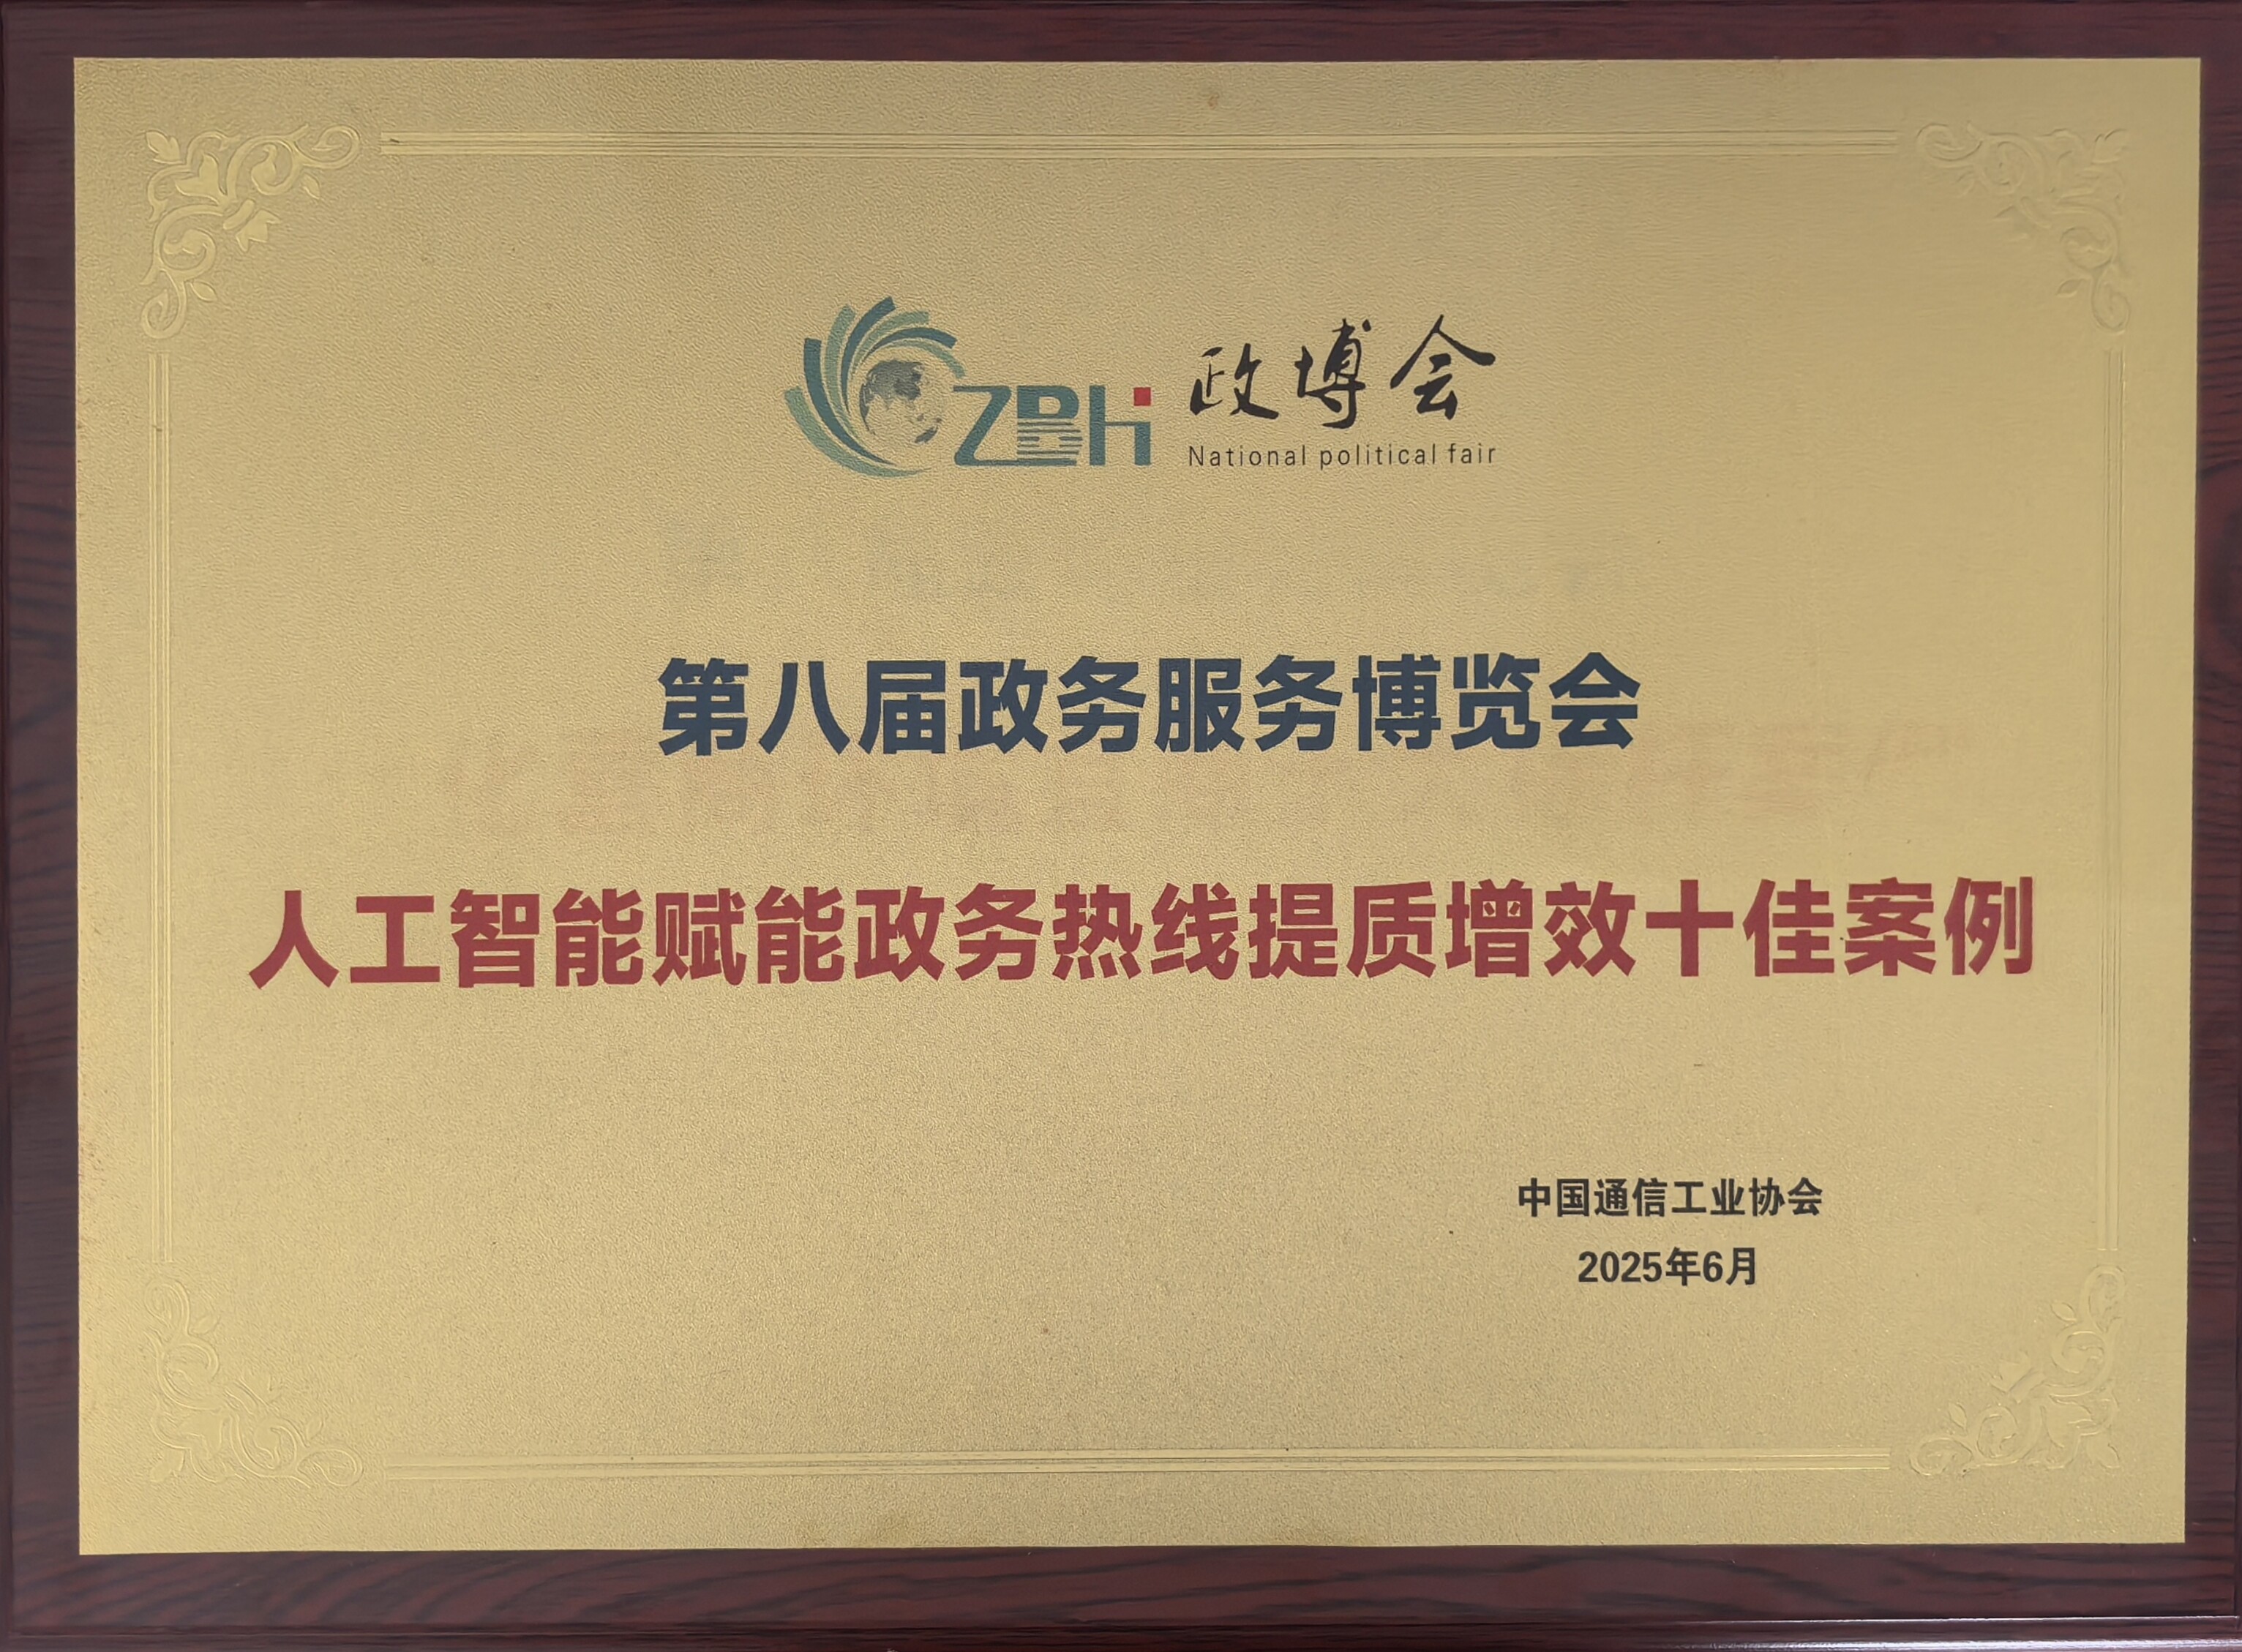 ZBH 政博会
National political fair
第八届政务服务博览会
人工智能赋能政务热线提质增效十佳案例
中国通信工业协会
2025年6月